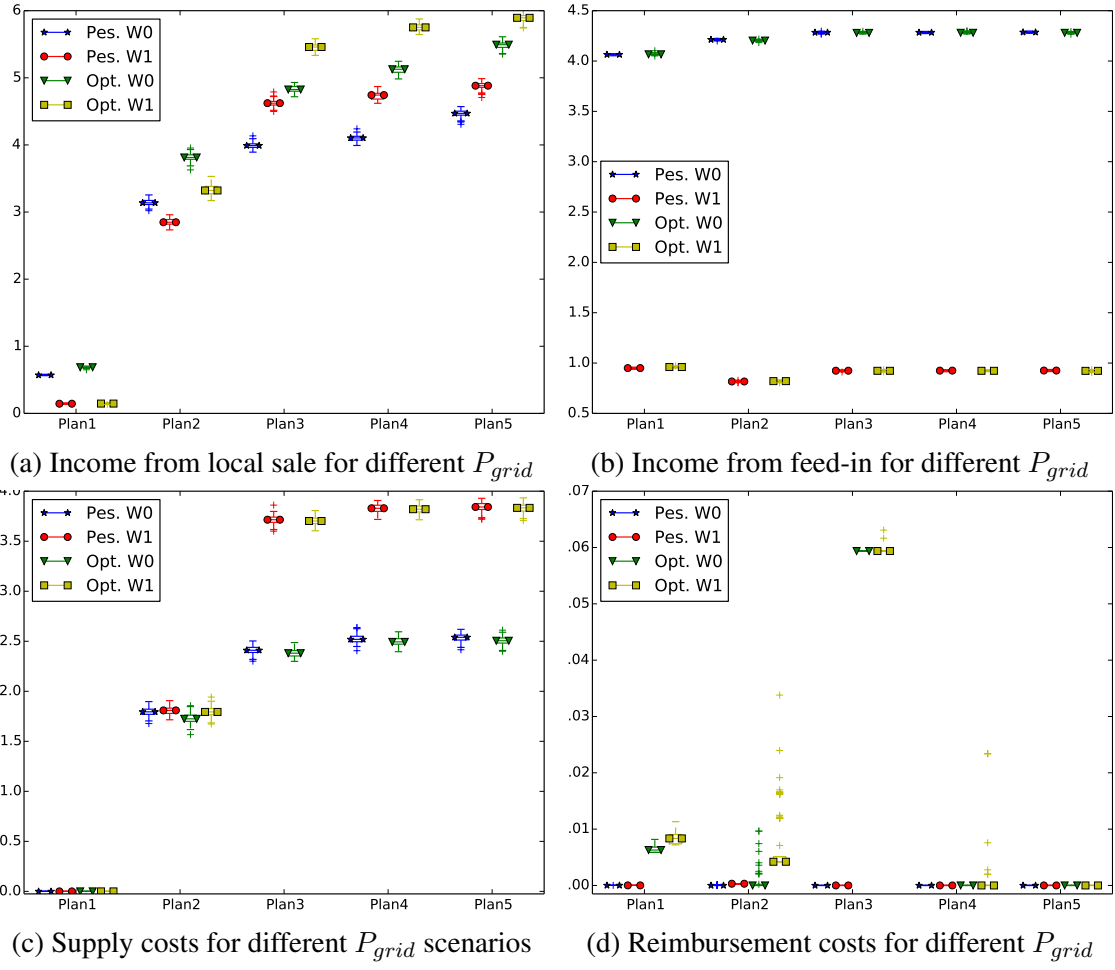 6
5
4
3
2
1
0
Pes. W0
Pes. W1
Opt. W0
Opt. W1
Plan1 Plan2 Plan3 Plan4 Plan5
(a) Income from local sale for different P_grid
4.5
4.0
3.5
3.0
2.5
2.0
1.5
1.0
0.5
Pes. W0
Pes. W1
Opt. W0
Opt. W1
Plan1 Plan2 Plan3 Plan4 Plan5
(b) Income from feed-in for different P_grid
4.0
3.5
3.0
2.5
2.0
1.5
1.0
0.5
0.0
Pes. W0
Pes. W1
Opt. W0
Opt. W1
Plan1 Plan2 Plan3 Plan4 Plan5
(c) Supply costs for different P_grid scenarios
.07
.06
.05
.04
.03
.02
.01
.00
Pes. W0
Pes. W1
Opt. W0
Opt. W1
Plan1 Plan2 Plan3 Plan4 Plan5
(d) Reimbursement costs for different P_grid